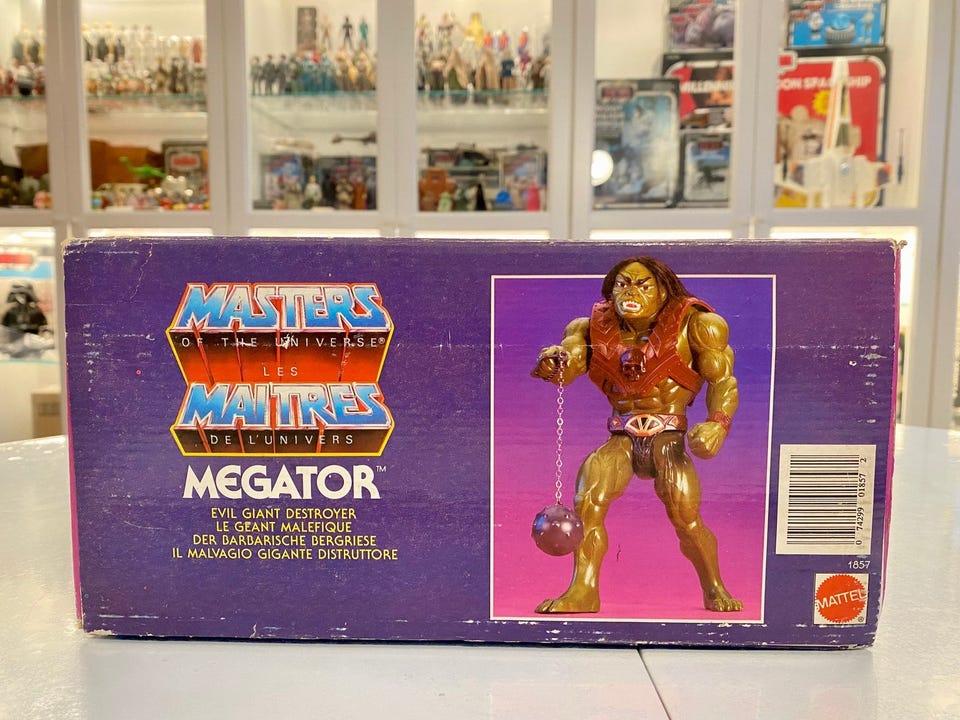 MASTERS
OF THE UNIVERSE®
LES
MAITRES
DE L'UNIVERS
MEGATOR™
EVIL GIANT DESTROYER
LE GEANT MALEFIQUE
DER BARBARISCHE BERGRIESE
IL MALVAGIO GIGANTE DISTRUTTORE
0 74299 01857 2
1857
MATTEL®